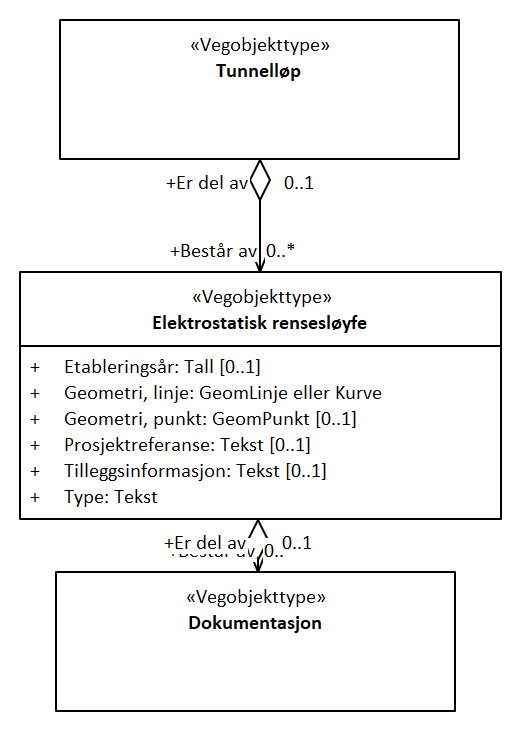 «Vegobjekttype»
Tunnelløp
+Er del av 0..1
+Består av 0..*
«Vegobjekttype»
Elektrostatisk rensesløyfe
+ Etableringsår: Tall [0..1]
+ Geometri, linje: GeomLinje eller Kurve
+ Geometri, punkt: GeomPunkt [0..1]
+ Prosjektreferanse: Tekst [0..1]
+ Tilleggsinformasjon: Tekst [0..1]
+ Type: Tekst
+Er del av 0..1
+Består av 0..
«Vegobjekttype»
Dokumentasjon